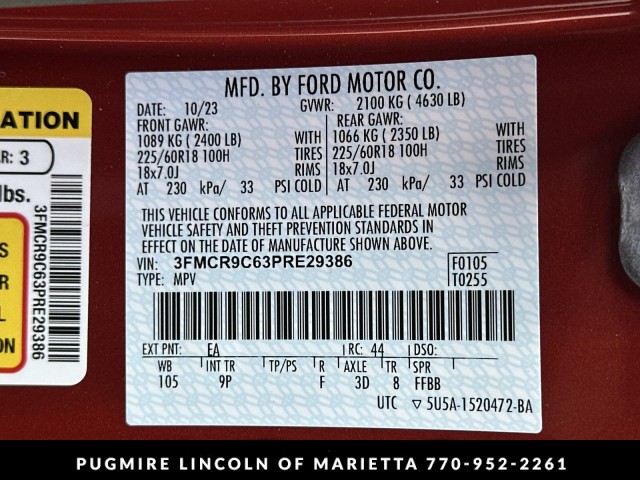 MFD. BY FORD MOTOR CO.
DATE: 10/23 GVWR: 2100 KG ( 4630 LB)
FRONT GAWR:
1089 KG ( 2400 LB) WITH
225/60R18 100H TIRES
18x7.0J RIMS
AT 230 kPa/ 33 PSI COLD
REAR GAWR:
1066 KG ( 2350 LB) WITH
225/60R18 100H TIRES
18x7.0J RIMS
AT 230 kPa/ 33 PSI COLD
THIS VEHICLE CONFORMS TO ALL APPLICABLE FEDERAL MOTOR
VEHICLE SAFETY AND THEFT PREVENTION STANDARDS IN
EFFECT ON THE DATE OF MANUFACTURE SHOWN ABOVE.
VIN: 3FMCR9C63PRE29386 F0105
TYPE: MPV T0255
EXT PNT: EA RC: 44 DSO:
WB INT TR TP/PS R AXLE TR SPR
105 9P F 3D 8 FFBB
UTC ▽ 5U5A-1520472-BA
ATION
AR: 3
lbs.
S
R
L
ON
3FMCR9C63PRE29386
PUGMIRE LINCOLN OF MARIETTA 770-952-2261